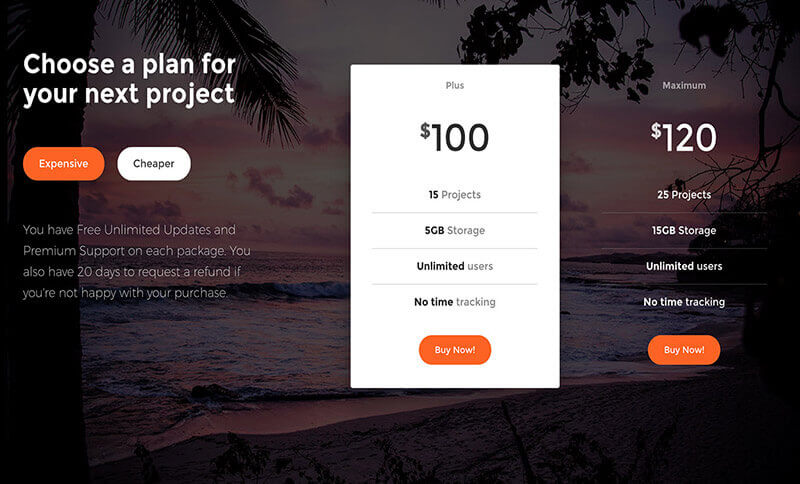 Choose a plan for
your next project
Expensive
Cheaper
You have Free Unlimited Updates and
Premium Support on each package. You
also have 20 days to request a refund if
you're not happy with your purchase.
Plus
$100
15 Projects
5GB Storage
Unlimited users
No time tracking
Buy Now!
Maximum
$120
25 Projects
15GB Storage
Unlimited users
No time tracking
Buy Now!